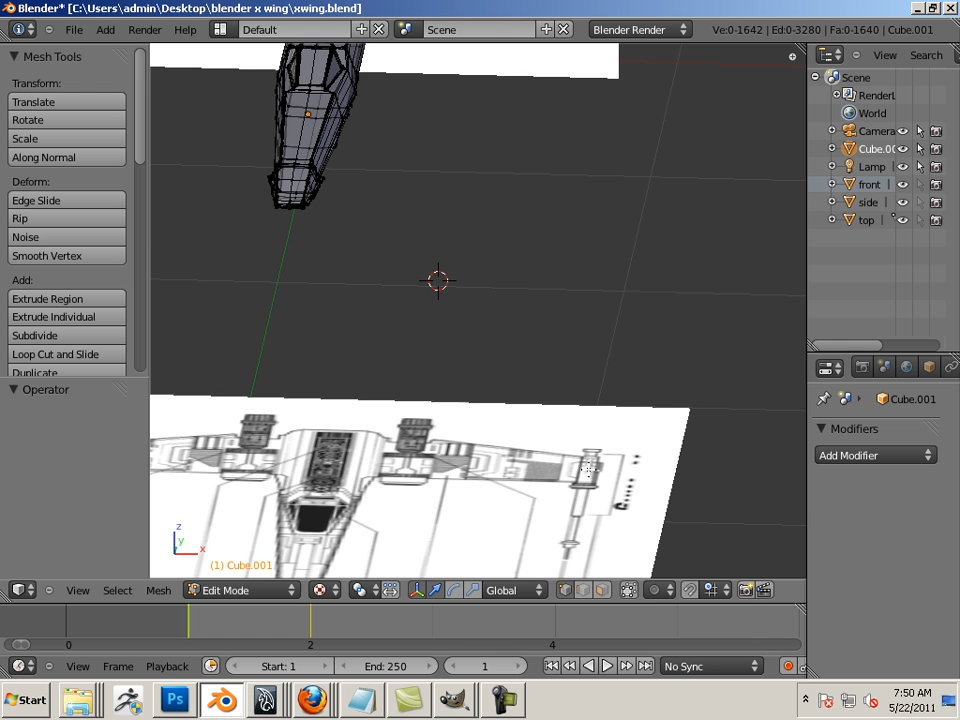 Blender* [C:\Users\admin\Desktop\blender x wing\xwing.blend]
File Add Render Help Default Scene Blender Render Ve:0-1642 | Ed:0-3280 | Fa:0-1640 | Cube.001
Mesh Tools
Transform:
Translate
Rotate
Scale
Along Normal
Deform:
Edge Slide
Rip
Noise
Smooth Vertex
Add:
Extrude Region
Extrude Individual
Subdivide
Loop Cut and Slide
Duplicate
Operator
z
y
x
(1) Cube.001
View Select Mesh Edit Mode Global
0 2 4
View Frame Playback Start: 1 End: 250 1 No Sync
View Search
Scene
RenderL
World
Camera
Cube.00
Lamp
front
side
top
Cube.001
Modifiers
Add Modifier
Start Ps 7:50 AM
5/22/2011